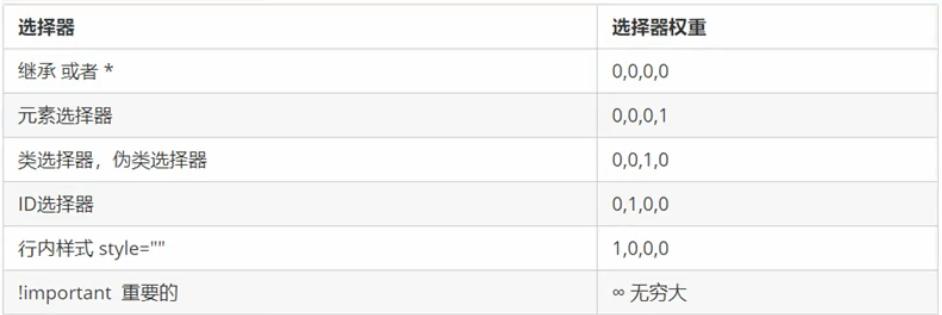 选择器 选择器权重
继承 或者 * 0,0,0,0
元素选择器 0,0,0,1
类选择器，伪类选择器 0,0,1,0
ID选择器 0,1,0,0
行内样式 style="" 1,0,0,0
!important 重要的 ∞ 无穷大